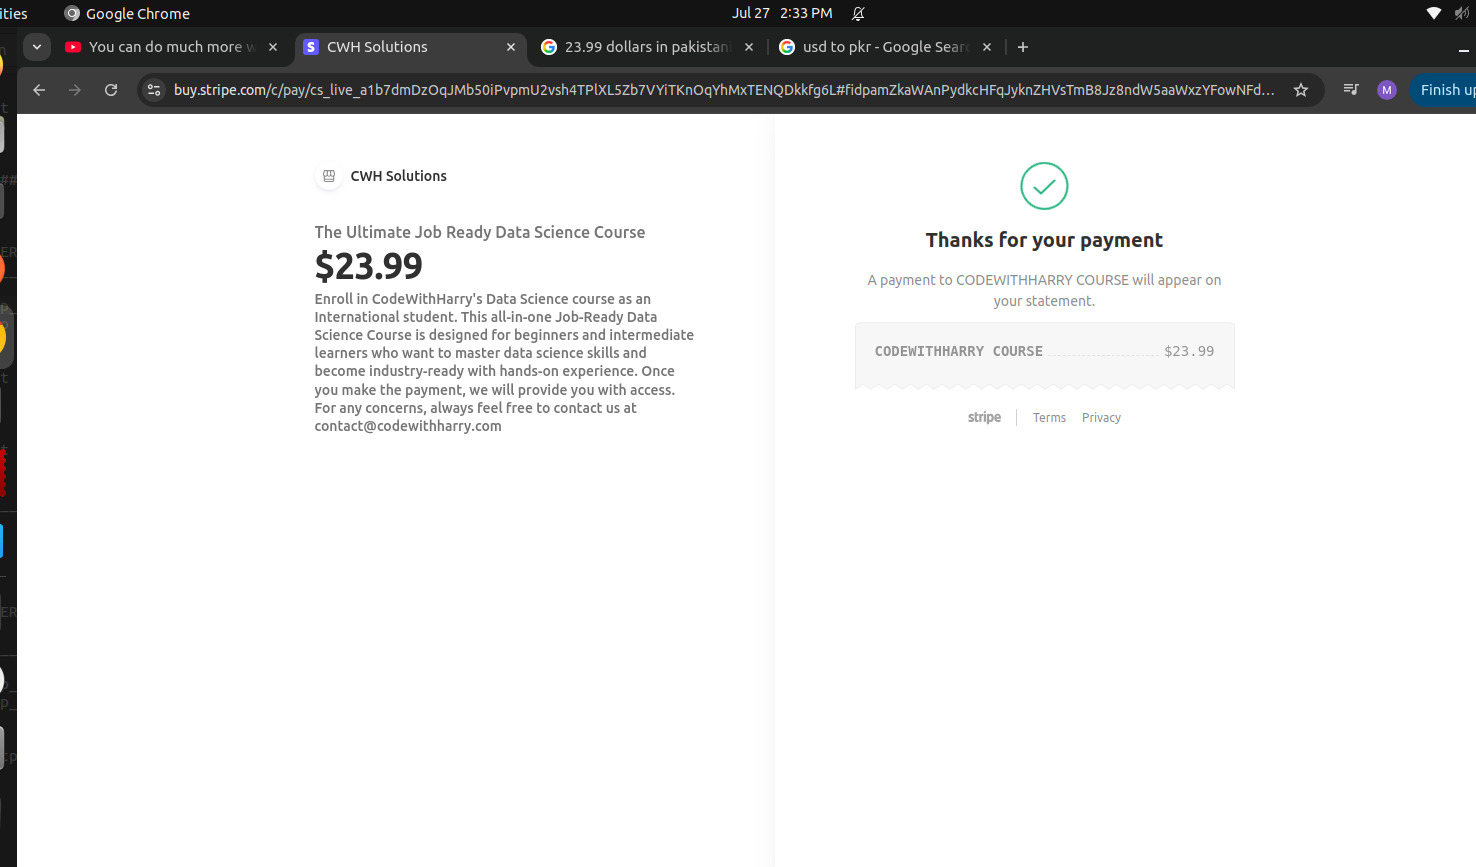 ities
Google Chrome
Jul 27 2:33 PM
You can do much more w
CWH Solutions
23.99 dollars in pakistani
usd to pkr - Google Searc
buy.stripe.com/c/pay/cs_live_a1b7dmDzOqJMb50iPvpmU2vsh4TPlXL5Zb7VYiTKnOqYhMxTENQDkkfg6L#fidpamZkaWAnPydkcHFqJyknZHVsTmB8Jz8ndW5aaWxzYFowNFd...
M
Finish up
CWH Solutions
The Ultimate Job Ready Data Science Course
$23.99
Enroll in CodeWithHarry's Data Science course as an
International student. This all-in-one Job-Ready Data
Science Course is designed for beginners and intermediate
learners who want to master data science skills and
become industry-ready with hands-on experience. Once
you make the payment, we will provide you with access.
For any concerns, always feel free to contact us at
contact@codewithharry.com
Thanks for your payment
A payment to CODEWITHHARRY COURSE will appear on
your statement.
CODEWITHHARRY COURSE $23.99
stripe Terms Privacy